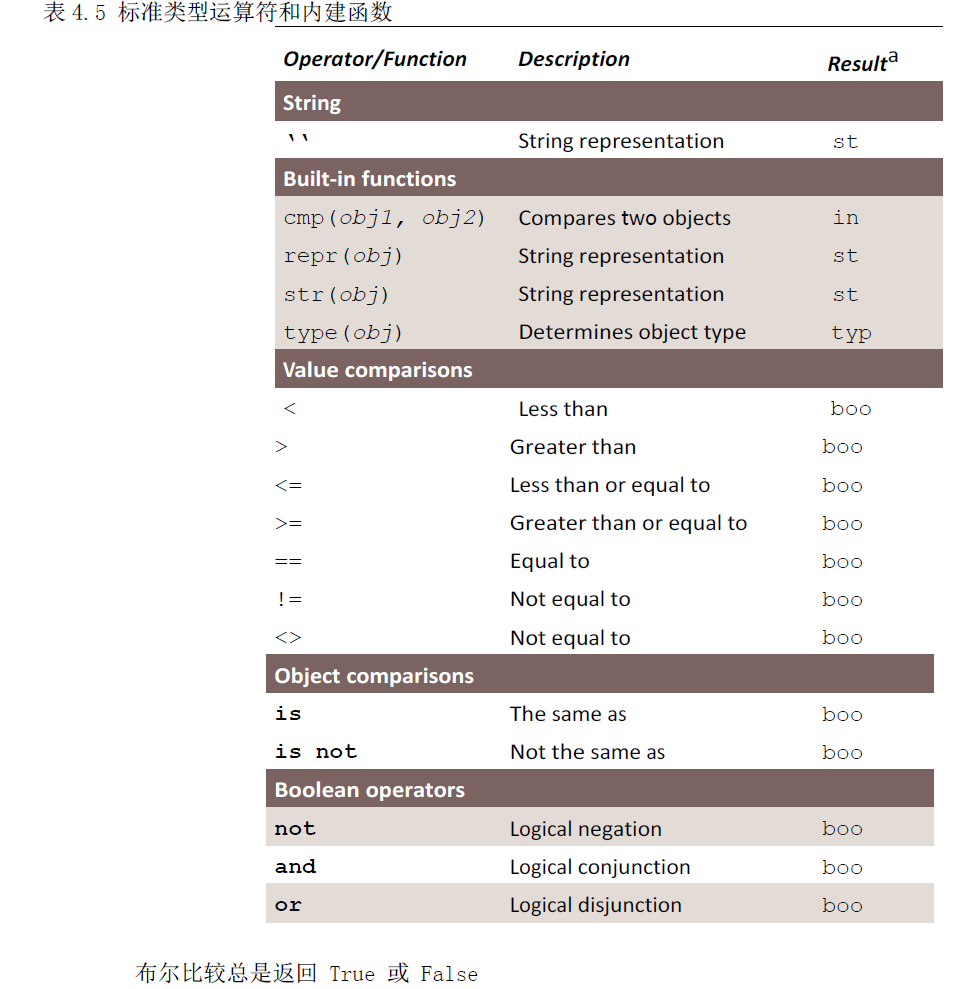 表 4.5 标准类型运算符和内建函数
Operator/Function Description Resultᵃ
String
‵‵ String representation st
Built-in functions
cmp(obj1, obj2) Compares two objects in
repr(obj) String representation st
str(obj) String representation st
type(obj) Determines object type typ
Value comparisons
< Less than boo
> Greater than boo
<= Less than or equal to boo
>= Greater than or equal to boo
== Equal to boo
!= Not equal to boo
<> Not equal to boo
Object comparisons
is The same as boo
is not Not the same as boo
Boolean operators
not Logical negation boo
and Logical conjunction boo
or Logical disjunction boo
布尔比较总是返回 True 或 False